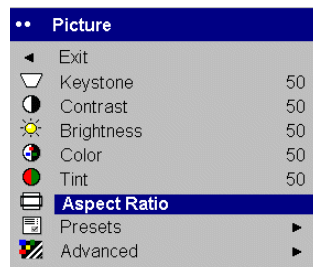 Picture
Exit
Keystone 50
Contrast 50
Brightness 50
Color 50
Tint 50
Aspect Ratio
Presets
Advanced